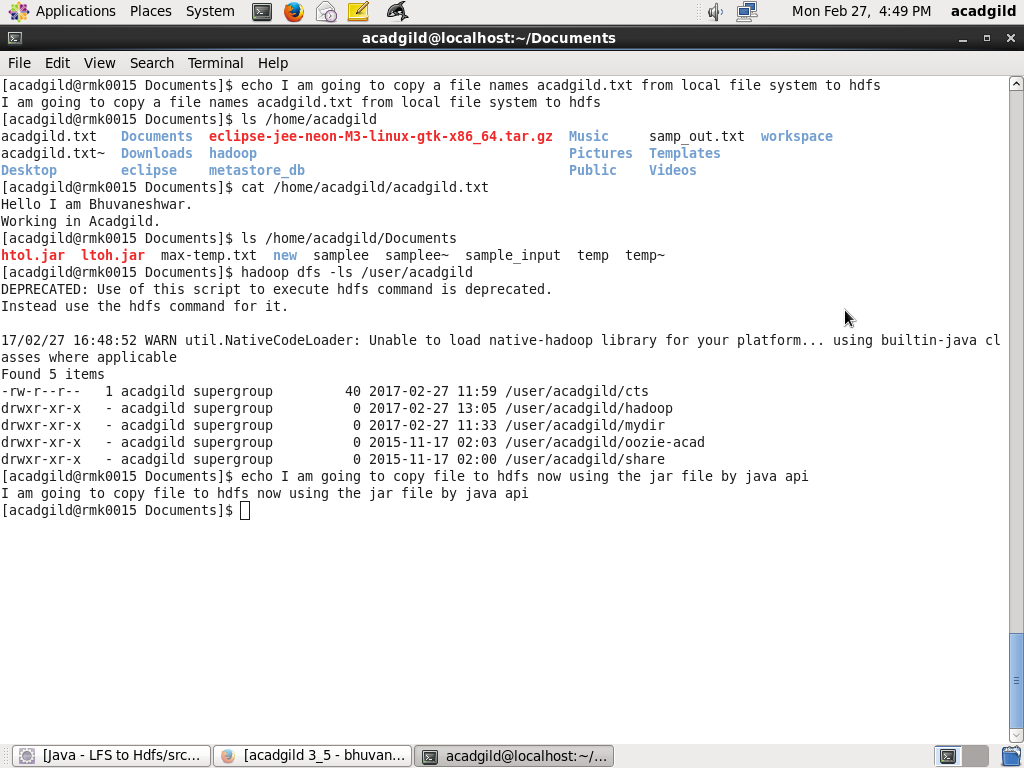 Applications Places System Mon Feb 27, 4:49 PM acadgild
acadgild@localhost:~/Documents
File Edit View Search Terminal Help
[acadgild@rmk0015 Documents]$ echo I am going to copy a file names acadgild.txt from local file system to hdfs
I am going to copy a file names acadgild.txt from local file system to hdfs
[acadgild@rmk0015 Documents]$ ls /home/acadgild
acadgild.txt Documents eclipse-jee-neon-M3-linux-gtk-x86_64.tar.gz Music samp_out.txt workspace
acadgild.txt~ Downloads hadoop Pictures Templates
Desktop eclipse metastore_db Public Videos
[acadgild@rmk0015 Documents]$ cat /home/acadgild/acadgild.txt
Hello I am Bhuvaneshwar.
Working in Acadgild.
[acadgild@rmk0015 Documents]$ ls /home/acadgild/Documents
htol.jar ltoh.jar max-temp.txt new samplee samplee~ sample_input temp temp~
[acadgild@rmk0015 Documents]$ hadoop dfs -ls /user/acadgild
DEPRECATED: Use of this script to execute hdfs command is deprecated.
Instead use the hdfs command for it.
17/02/27 16:48:52 WARN util.NativeCodeLoader: Unable to load native-hadoop library for your platform... using builtin-java cl
asses where applicable
Found 5 items
-rw-r--r-- 1 acadgild supergroup 40 2017-02-27 11:59 /user/acadgild/cts
drwxr-xr-x - acadgild supergroup 0 2017-02-27 13:05 /user/acadgild/hadoop
drwxr-xr-x - acadgild supergroup 0 2017-02-27 11:33 /user/acadgild/mydir
drwxr-xr-x - acadgild supergroup 0 2015-11-17 02:03 /user/acadgild/oozie-acad
drwxr-xr-x - acadgild supergroup 0 2015-11-17 02:00 /user/acadgild/share
[acadgild@rmk0015 Documents]$ echo I am going to copy file to hdfs now using the jar file by java api
I am going to copy file to hdfs now using the jar file by java api
[acadgild@rmk0015 Documents]$
[Java - LFS to Hdfs/src... [acadgild 3_5 - bhuvan... acadgild@localhost:~/...